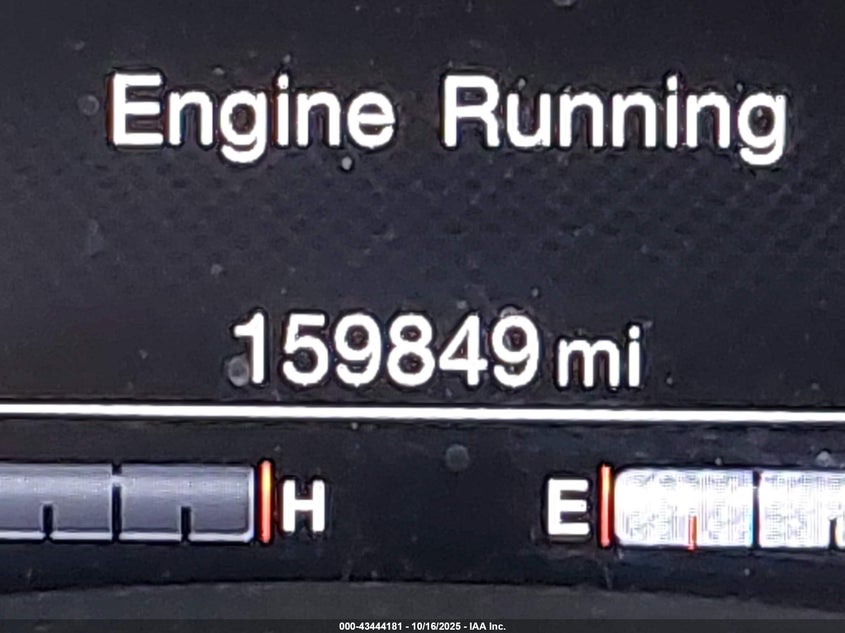 Engine Running
159849 mi
H E
000-43444181 - 10/16/2025 - IAA Inc.